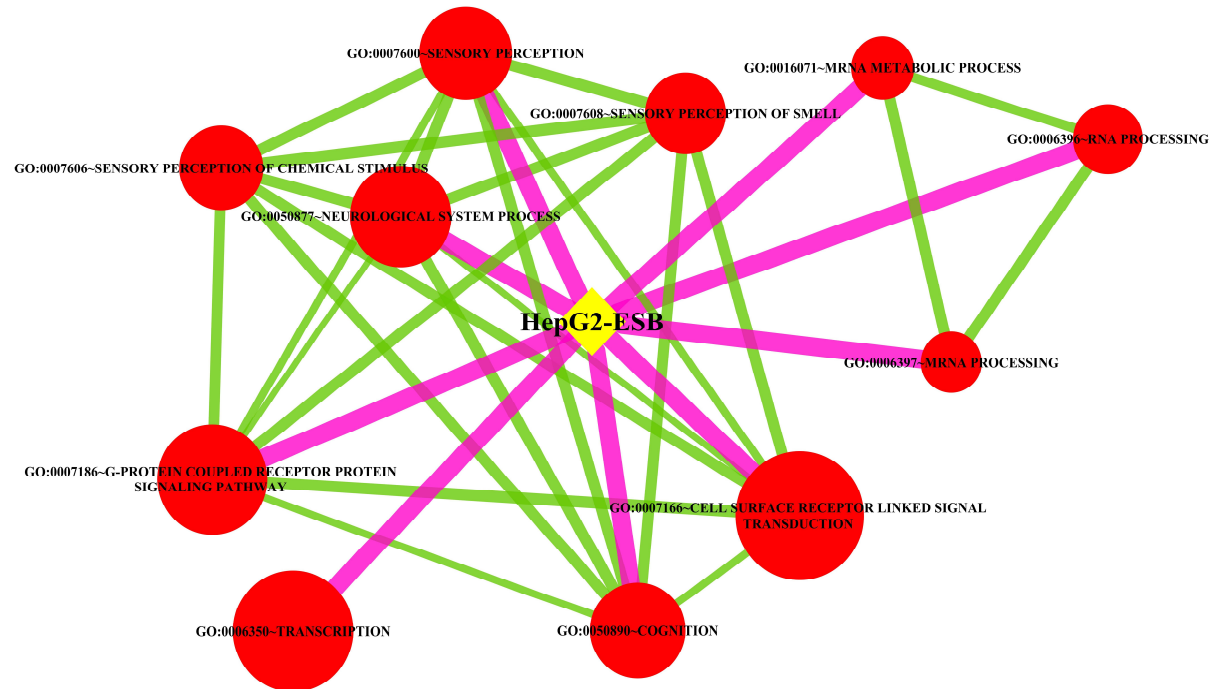 GO:0007600~SENSORY PERCEPTION
GO:0016071~MRNA METABOLIC PROCESS
GO:0007608~SENSORY PERCEPTION OF SMELL
GO:0006396~RNA PROCESSING
GO:0007606~SENSORY PERCEPTION OF CHEMICAL STIMULUS
GO:0050877~NEUROLOGICAL SYSTEM PROCESS
HepG2-ESB
GO:0006397~MRNA PROCESSING
GO:0007186~G-PROTEIN COUPLED RECEPTOR PROTEIN
SIGNALING PATHWAY
GO:0007166~CELL SURFACE RECEPTOR LINKED SIGNAL
TRANSDUCTION
GO:0006350~TRANSCRIPTION
GO:0050890~COGNITION